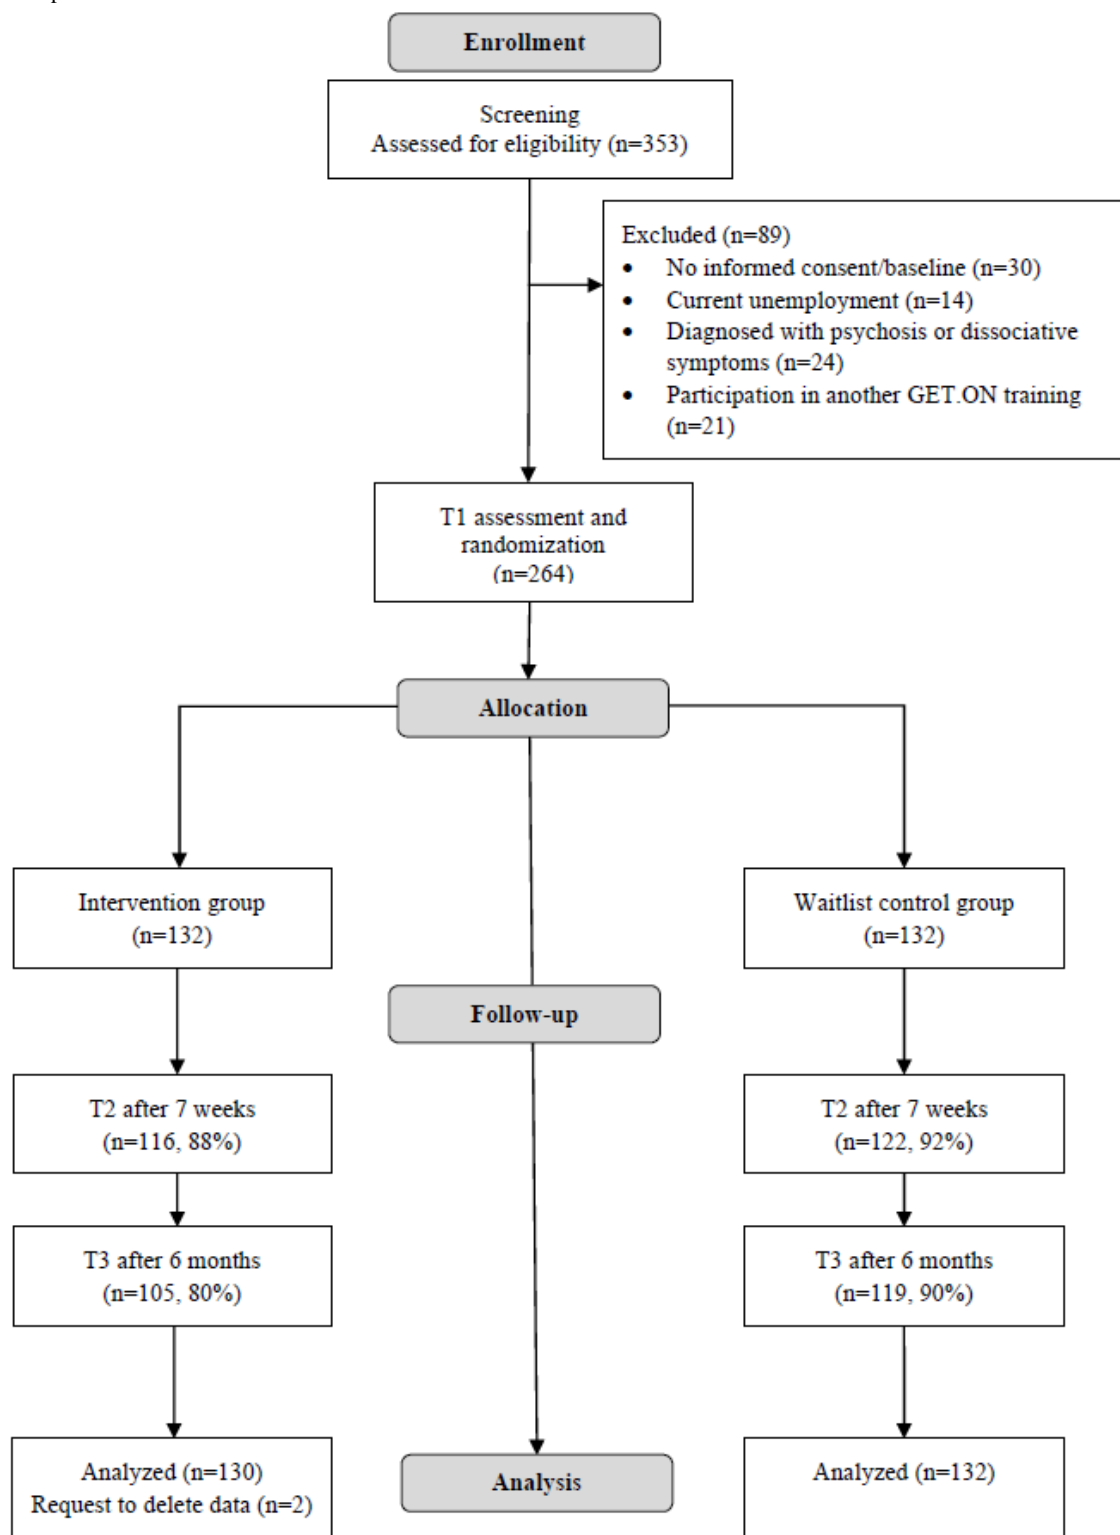 Enrollment
Screening
Assessed for eligibility (n=353)
Excluded (n=89)
• No informed consent/baseline (n=30)
• Current unemployment (n=14)
• Diagnosed with psychosis or dissociative
symptoms (n=24)
• Participation in another GET.ON training
(n=21)
T1 assessment and
randomization
(n=264)
Allocation
Intervention group
(n=132)
Waitlist control group
(n=132)
Follow-up
T2 after 7 weeks
(n=116, 88%)
T2 after 7 weeks
(n=122, 92%)
T3 after 6 months
(n=105, 80%)
T3 after 6 months
(n=119, 90%)
Analyzed (n=130)
Request to delete data (n=2)
Analysis
Analyzed (n=132)